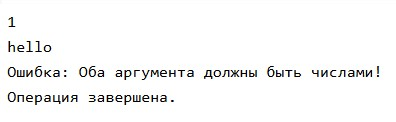 1
hello
Ошибка: Оба аргумента должны быть числами!
Операция завершена.